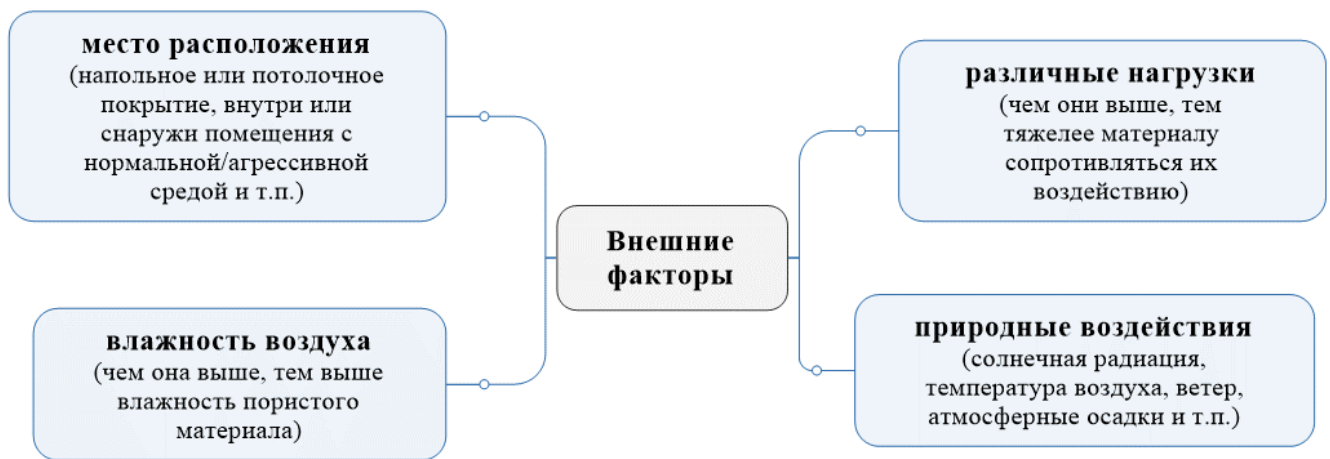 место расположения
(напольное или потолочное
покрытие, внутри или
снаружи помещения с
нормальной/агрессивной
средой и т.п.)
различные нагрузки
(чем они выше, тем
тяжелее материалу
сопротивляться их
воздействию)
Внешние
факторы
влажность воздуха
(чем она выше, тем выше
влажность пористого
материала)
природные воздействия
(солнечная радиация,
температура воздуха, ветер,
атмосферные осадки и т.п.)